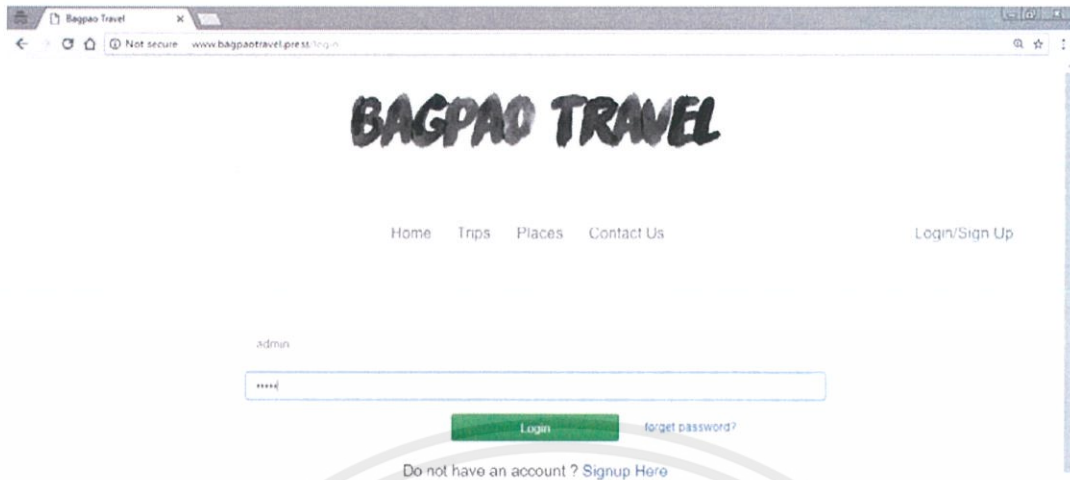 Bagpao Travel
Not secure www.bagpaotravel.press/login
BAGPAO TRAVEL
Home Trips Places Contact Us Login/Sign Up
admin
•••••
Login forget password?
Do not have an account ? Signup Here